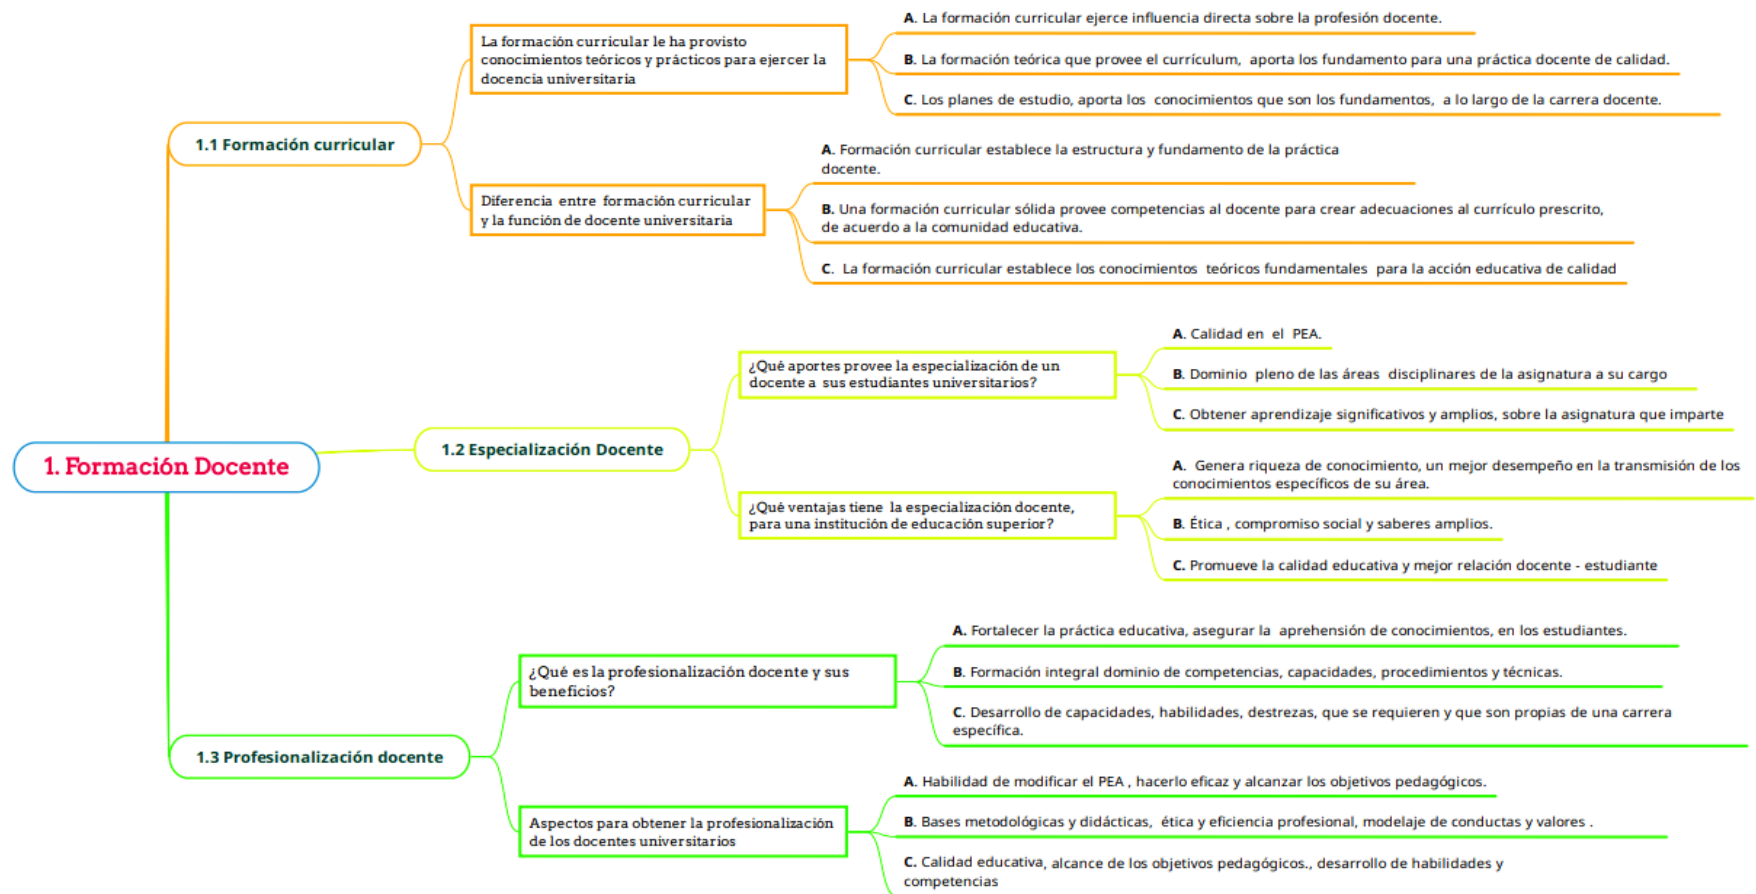 1. Formación Docente
1.1 Formación curricular
La formación curricular le ha provisto
conocimientos teóricos y prácticos para ejercer la
docencia universitaria
A. La formación curricular ejerce influencia directa sobre la profesión docente.
B. La formación teórica que provee el currículum, aporta los fundamento para una práctica docente de calidad.
C. Los planes de estudio, aporta los conocimientos que son los fundamentos, a lo largo de la carrera docente.
Diferencia entre formación curricular
y la función de docente universitaria
A. Formación curricular establece la estructura y fundamento de la práctica
docente.
B. Una formación curricular sólida provee competencias al docente para crear adecuaciones al currículo prescrito,
de acuerdo a la comunidad educativa.
C. La formación curricular establece los conocimientos teóricos fundamentales para la acción educativa de calidad
1.2 Especialización Docente
¿Qué aportes provee la especialización de un
docente a sus estudiantes universitarios?
A. Calidad en el PEA.
B. Dominio pleno de las áreas disciplinares de la asignatura a su cargo
C. Obtener aprendizaje significativos y amplios, sobre la asignatura que imparte
¿Qué ventajas tiene la especialización docente,
para una institución de educación superior?
A. Genera riqueza de conocimiento, un mejor desempeño en la transmisión de los
conocimientos específicos de su área.
B. Ética , compromiso social y saberes amplios.
C. Promueve la calidad educativa y mejor relación docente - estudiante
1.3 Profesionalización docente
¿Qué es la profesionalización docente y sus
beneficios?
A. Fortalecer la práctica educativa, asegurar la aprehensión de conocimientos, en los estudiantes.
B. Formación integral dominio de competencias, capacidades, procedimientos y técnicas.
C. Desarrollo de capacidades, habilidades, destrezas, que se requieren y que son propias de una carrera
específica.
Aspectos para obtener la profesionalización
de los docentes universitarios
A. Habilidad de modificar el PEA , hacerlo eficaz y alcanzar los objetivos pedagógicos.
B. Bases metodológicas y didácticas, ética y eficiencia profesional, modelaje de conductas y valores .
C. Calidad educativa, alcance de los objetivos pedagógicos., desarrollo de habilidades y
competencias